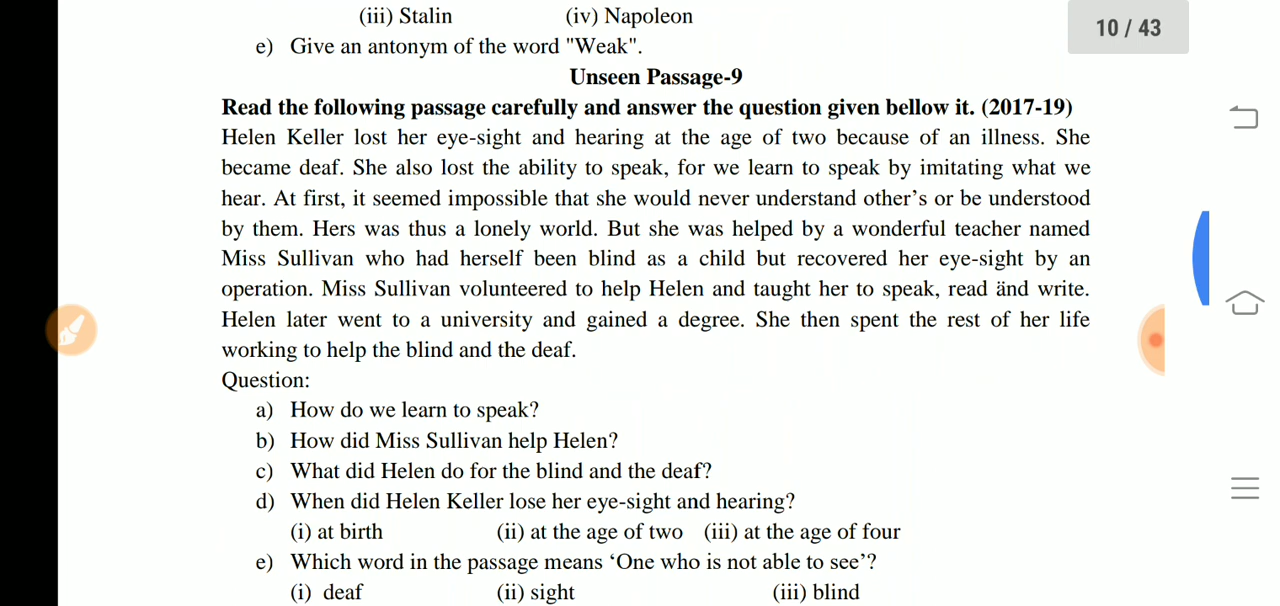 (iii) Stalin (iv) Napoleon
10 / 43
e) Give an antonym of the word "Weak".
Unseen Passage-9
Read the following passage carefully and answer the question given bellow it. (2017-19)
Helen Keller lost her eye-sight and hearing at the age of two because of an illness. She
became deaf. She also lost the ability to speak, for we learn to speak by imitating what we
hear. At first, it seemed impossible that she would never understand other’s or be understood
by them. Hers was thus a lonely world. But she was helped by a wonderful teacher named
Miss Sullivan who had herself been blind as a child but recovered her eye-sight by an
operation. Miss Sullivan volunteered to help Helen and taught her to speak, read änd write.
Helen later went to a university and gained a degree. She then spent the rest of her life
working to help the blind and the deaf.
Question:
a) How do we learn to speak?
b) How did Miss Sullivan help Helen?
c) What did Helen do for the blind and the deaf?
d) When did Helen Keller lose her eye-sight and hearing?
(i) at birth (ii) at the age of two (iii) at the age of four
e) Which word in the passage means ‘One who is not able to see’?
(i) deaf (ii) sight (iii) blind